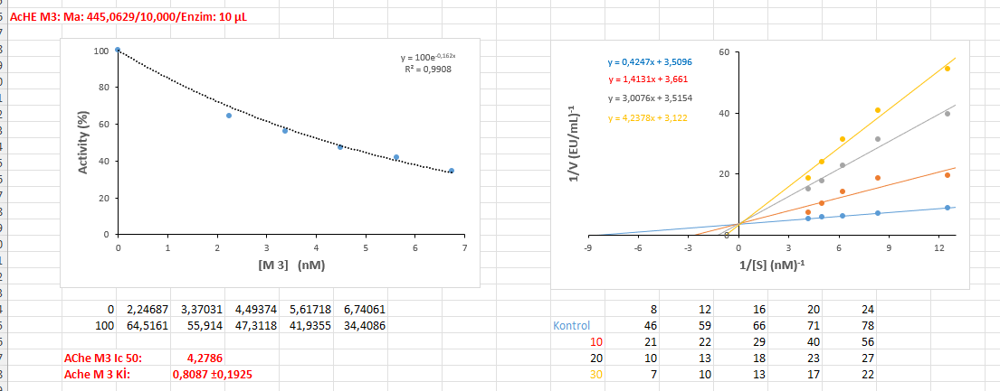 AcHE M3: Ma: 445,0629/10,000/Enzim: 10 µL
y = 100e-0,162x
R² = 0,9908
100
80
60
40
20
0
0 1 2 3 4 5 6 7
Activity (%)
[M 3] (nM)
y = 0,4247x + 3,5096
y = 1,4131x + 3,661
y = 3,0076x + 3,5154
y = 4,2378x + 3,122
60
40
20
0
-9 -6 -3 0 3 6 9 12
1/V (EU/mL)-1
1/[S] (nM)-1
0 2,24687 3,37031 4,49374 5,61718 6,74061
100 64,5161 55,914 47,3118 41,9355 34,4086
AChe M3 Ic 50: 4,2786
Ache M 3 Kİ: 0,8087 ±0,1925
8 12 16 20 24
Kontrol 46 59 66 71 78
10 21 22 29 40 56
20 10 13 18 23 27
30 7 10 13 17 22